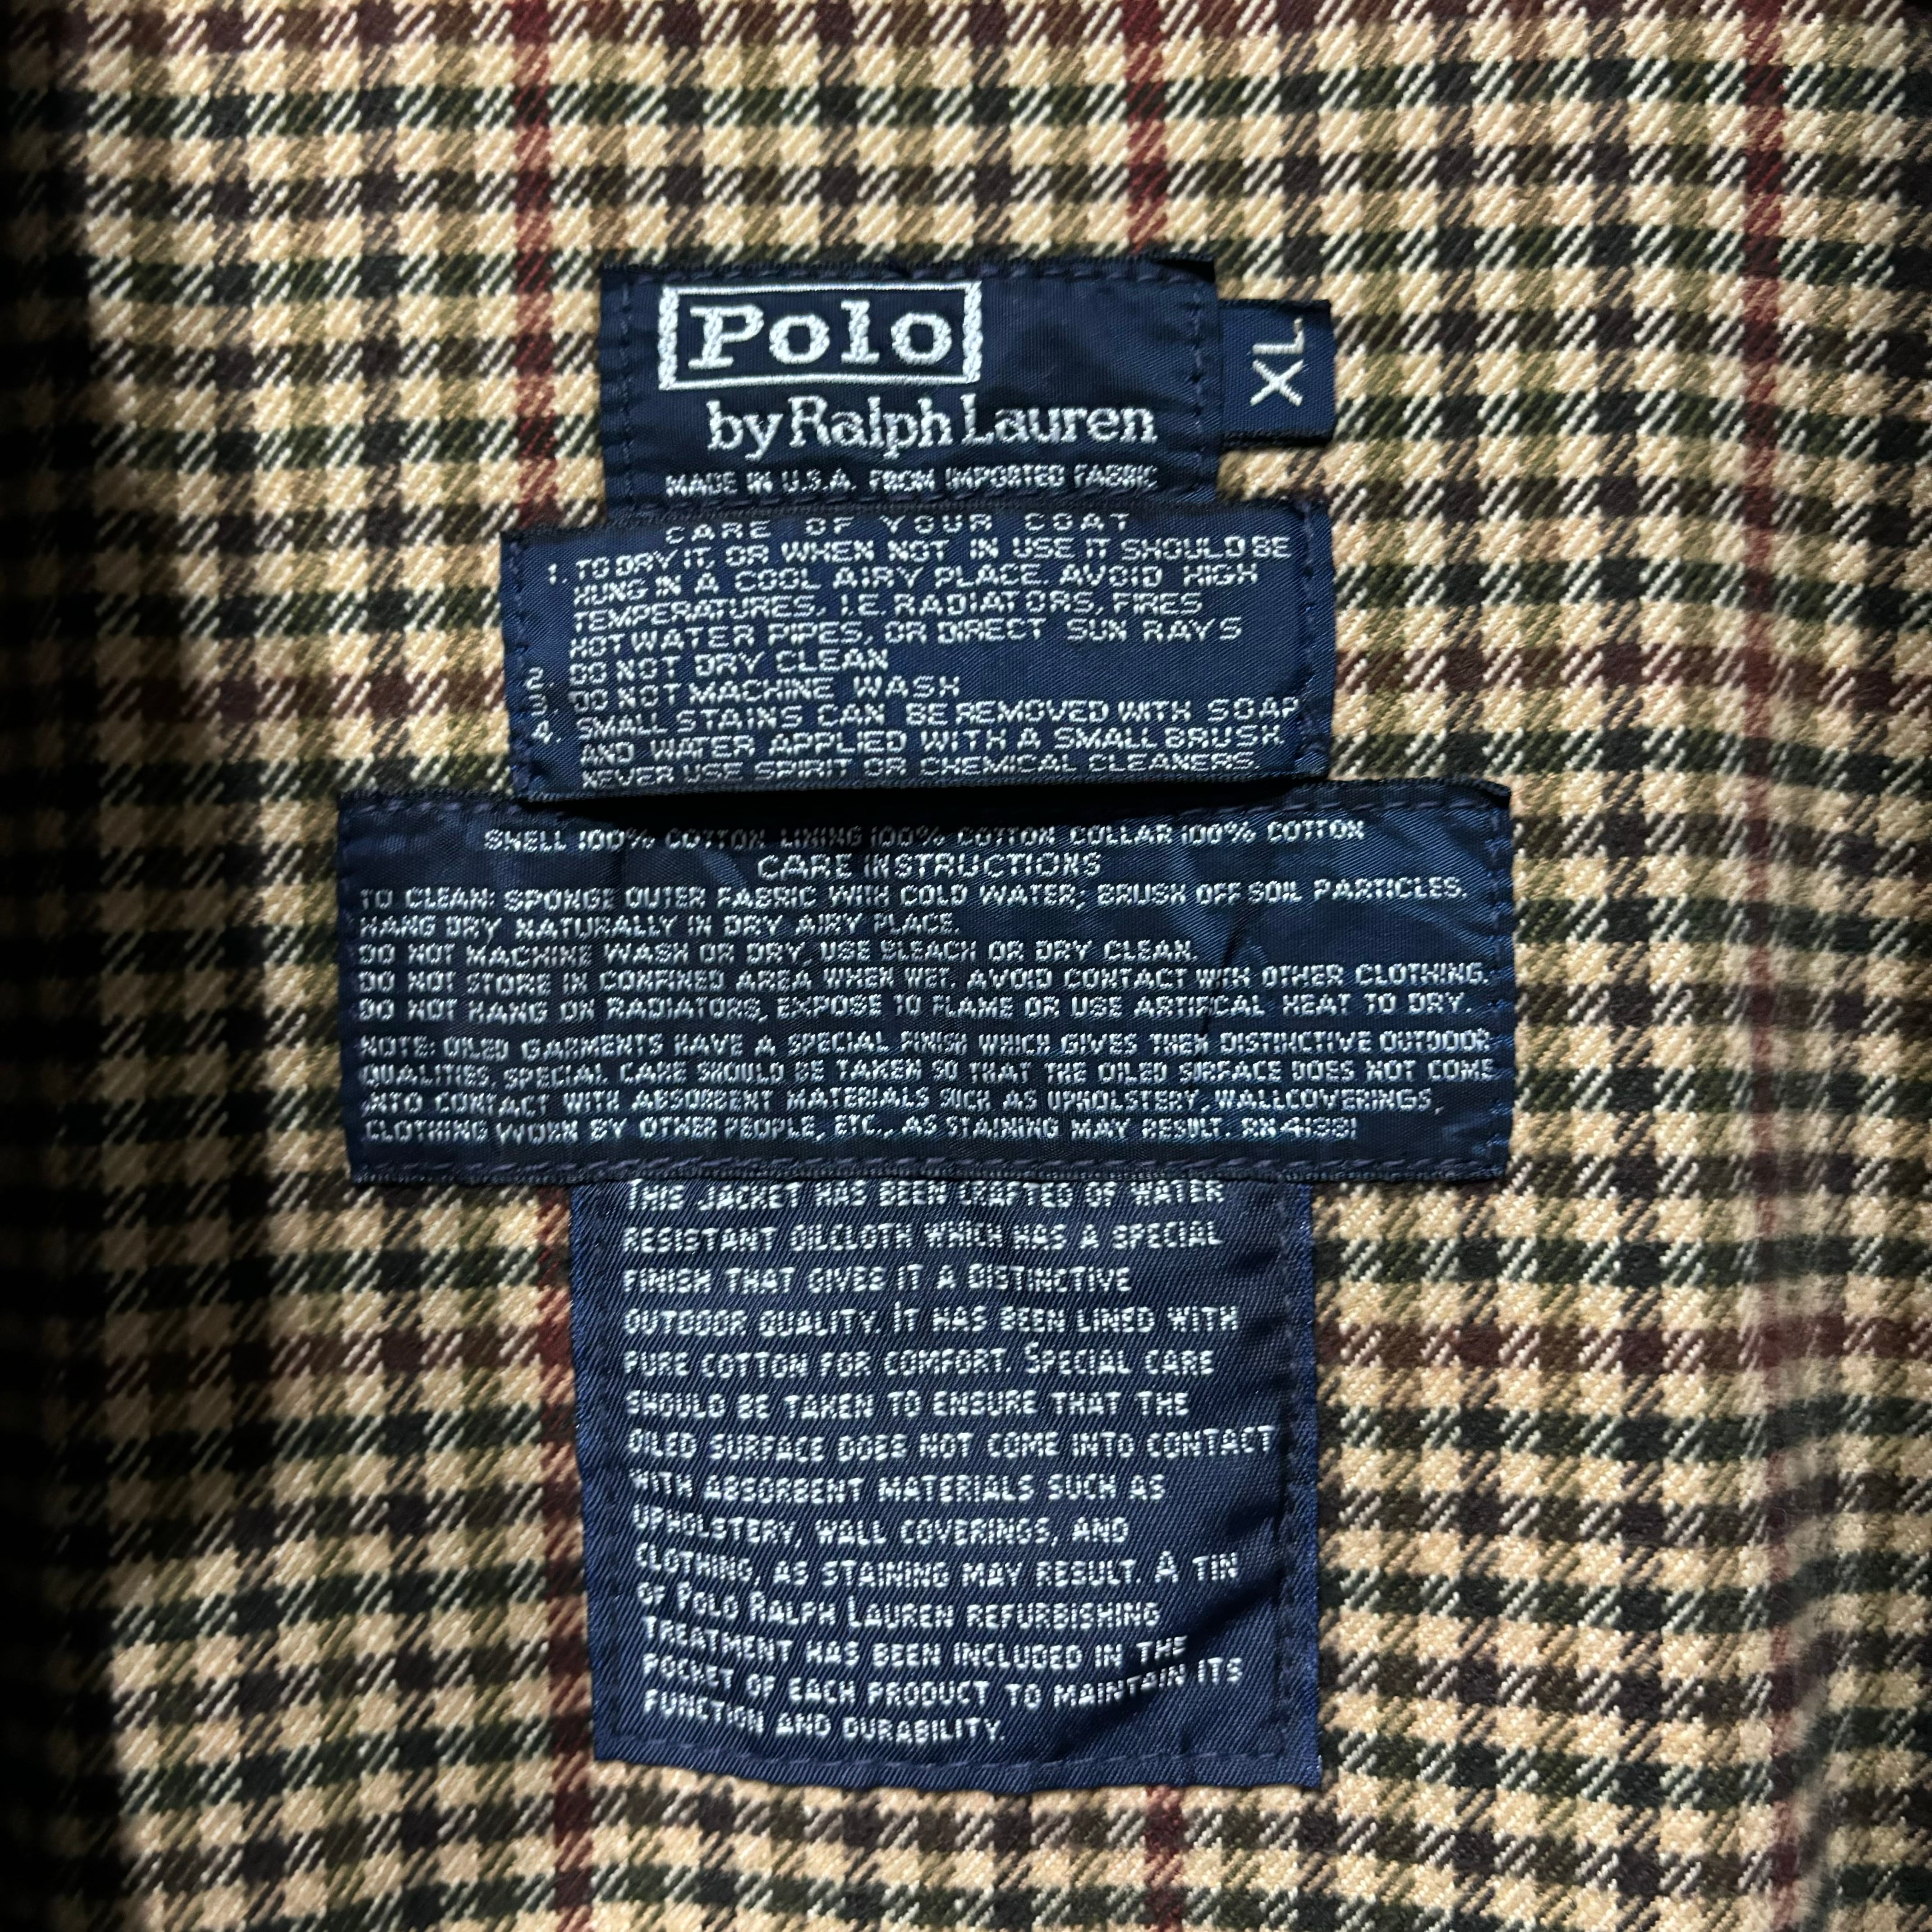 Polo
by Ralph Lauren
XL
MADE IN U.S.A. FROM IMPORTED FABRIC
CARE OF YOUR COAT
1. TO DRY IT, OR WHEN NOT IN USE IT SHOULD BE
HUNG IN A COOL AIRY PLACE. AVOID HIGH
TEMPERATURES, I.E. RADIATORS, FIRES
HOT WATER PIPES, OR DIRECT SUN RAYS
2 DO NOT DRY CLEAN
3 DO NOT MACHINE WASH
4. SMALL STAINS CAN BE REMOVED WITH SOAP
AND WATER APPLIED WITH A SMALL BRUSH
NEVER USE SPIRIT OR CHEMICAL CLEANERS.
SHELL 100% COTTON LINING 100% COTTON COLLAR 100% COTTON
CARE INSTRUCTIONS
TO CLEAN: SPONGE OUTER FABRIC WITH COLD WATER; BRUSH OFF SOIL PARTICLES.
HANG DRY NATURALLY IN DRY AIRY PLACE.
DO NOT MACHINE WASH OR DRY, USE BLEACH OR DRY CLEAN.
DO NOT STORE IN CONFINED AREA WHEN WET. AVOID CONTACT WITH OTHER CLOTHING.
DO NOT HANG ON RADIATORS, EXPOSE TO FLAME OR USE ARTIFICAL HEAT TO DRY.
NOTE: OILED GARMENTS HAVE A SPECIAL FINISH WHICH GIVES THEM DISTINCTIVE OUTDOOR
QUALITIES, SPECIAL CARE SHOULD BE TAKEN SO THAT THE OILED SURFACE DOES NOT COME
INTO CONTACT WITH ABSORBENT MATERIALS SUCH AS UPHOLSTERY, WALLCOVERINGS,
CLOTHING WORN BY OTHER PEOPLE, ETC., AS STAINING MAY RESULT. RN 41381
THIS JACKET HAS BEEN CRAFTED OF WATER
RESISTANT OILCLOTH WHICH HAS A SPECIAL
FINISH THAT GIVES IT A DISTINCTIVE
OUTDOOR QUALITY. IT HAS BEEN LINED WITH
PURE COTTON FOR COMFORT. SPECIAL CARE
SHOULD BE TAKEN TO ENSURE THAT THE
OILED SURFACE DOES NOT COME INTO CONTACT
WITH ABSORBENT MATERIALS SUCH AS
UPHOLSTERY, WALL COVERINGS, AND
CLOTHING, AS STAINING MAY RESULT. A TIN
OF POLO RALPH LAUREN REFURBISHING
TREATMENT HAS BEEN INCLUDED IN THE
POCKET OF EACH PRODUCT TO MAINTAIN ITS
FUNCTION AND DURABILITY.